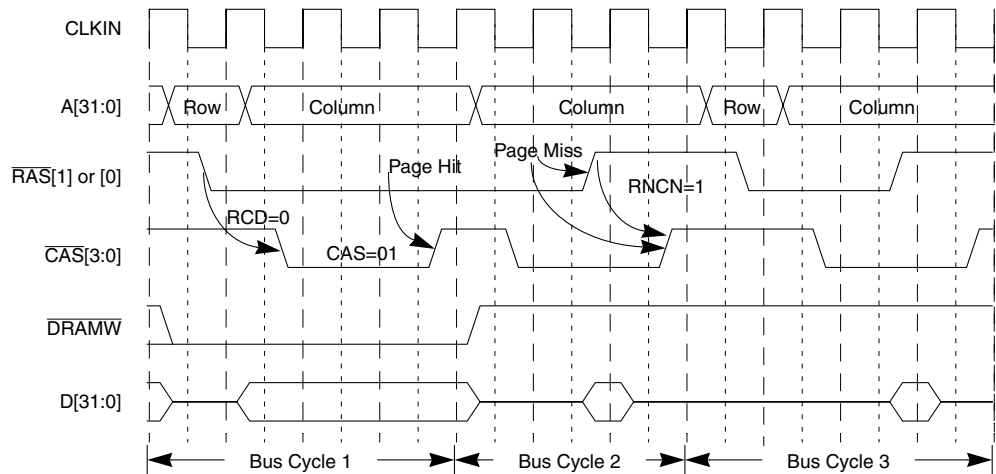 CLKIN
A[31:0] Row Column Column Row Column
Page Hit Page Miss
RAS[1] or [0] RNCN=1
RCD=0
CAS[3:0] CAS=01
DRAMW
D[31:0]
Bus Cycle 1 Bus Cycle 2 Bus Cycle 3